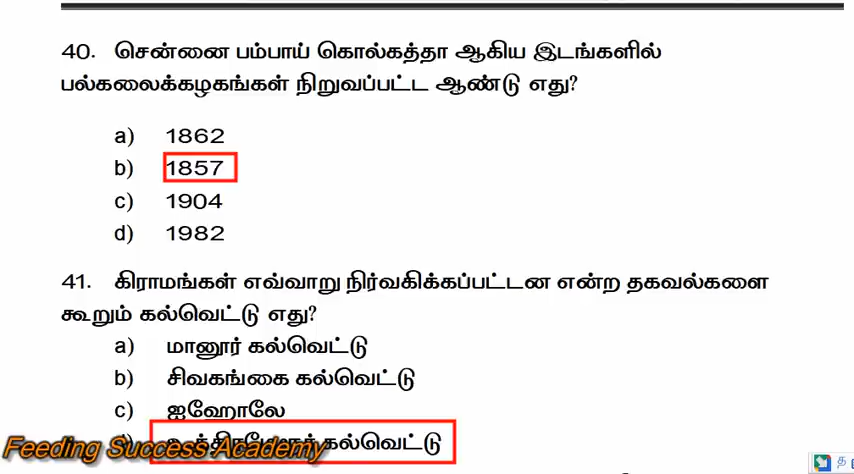 40. சென்னை பம்பாய் கொல்கத்தா ஆகிய இடங்களில்
பல்கலைக்கழகங்கள் நிறுவப்பட்ட ஆண்டு எது?
a) 1862
b) 1857
c) 1904
d) 1982
41. கிராமங்கள் எவ்வாறு நிர்வகிக்கப்பட்டன என்ற தகவல்களை
கூறும் கல்வெட்டு எது?
a) மானூர் கல்வெட்டு
b) சிவகங்கை கல்வெட்டு
c) ஐஹோலே
கல்வெட்டு
Feeding Success Academy